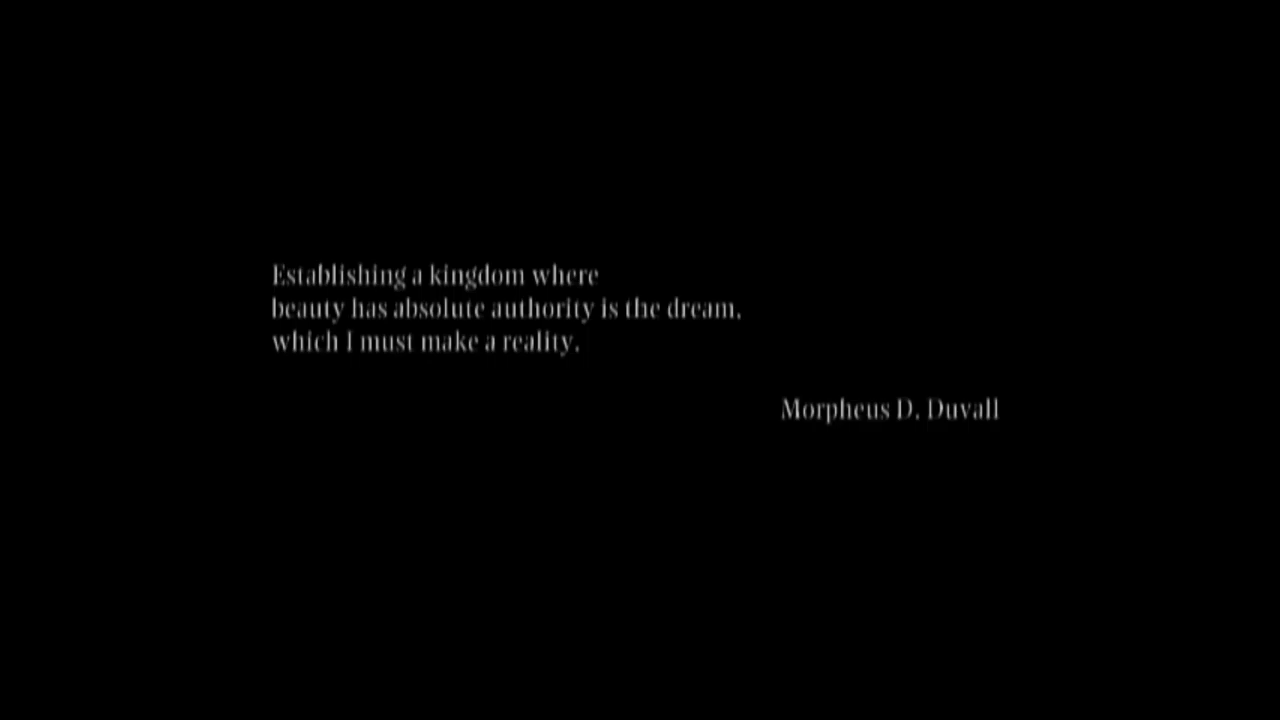 Establishing a kingdom where
beauty has absolute authority is the dream,
which I must make a reality.
Morpheus D. Duvall